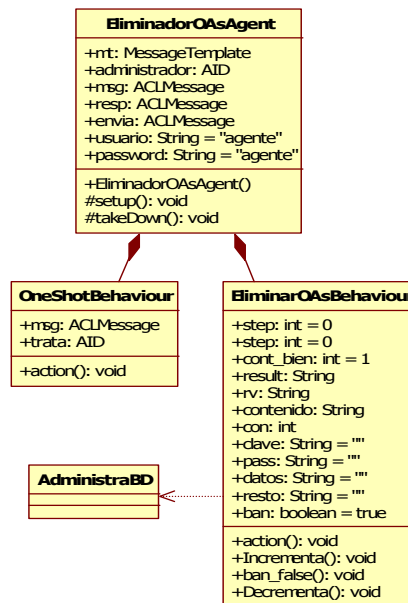 EliminadorOAsAgent
+mt: MessageTemplate
+administrador: AID
+msg: ACLMessage
+resp: ACLMessage
+envia: ACLMessage
+usuario: String = "agente"
+password: String = "agente"
+EliminadorOAsAgent()
#setup(): void
#takeDown(): void
OneShotBehaviour
+msg: ACLMessage
+trata: AID
+action(): void
EliminarOAsBehaviour
+step: int = 0
+step: int = 0
+cont_bien: int = 1
+result: String
+rv: String
+contenido: String
+con: int
+clave: String = ""
+pass: String = ""
+datos: String = ""
+resto: String = ""
+ban: boolean = true
+action(): void
+Incrementa(): void
+ban_false(): void
+Decrementa(): void
AdministraBD